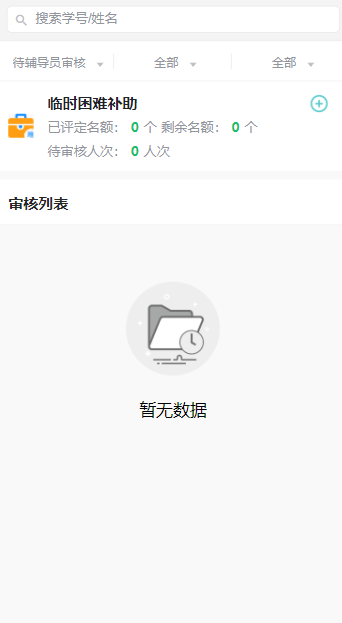 搜索学号/姓名
待辅导员审核 全部 全部
临时困难补助
已评定名额： 0 个 剩余名额： 0 个
待审核人次： 0 人次
审核列表
暂无数据